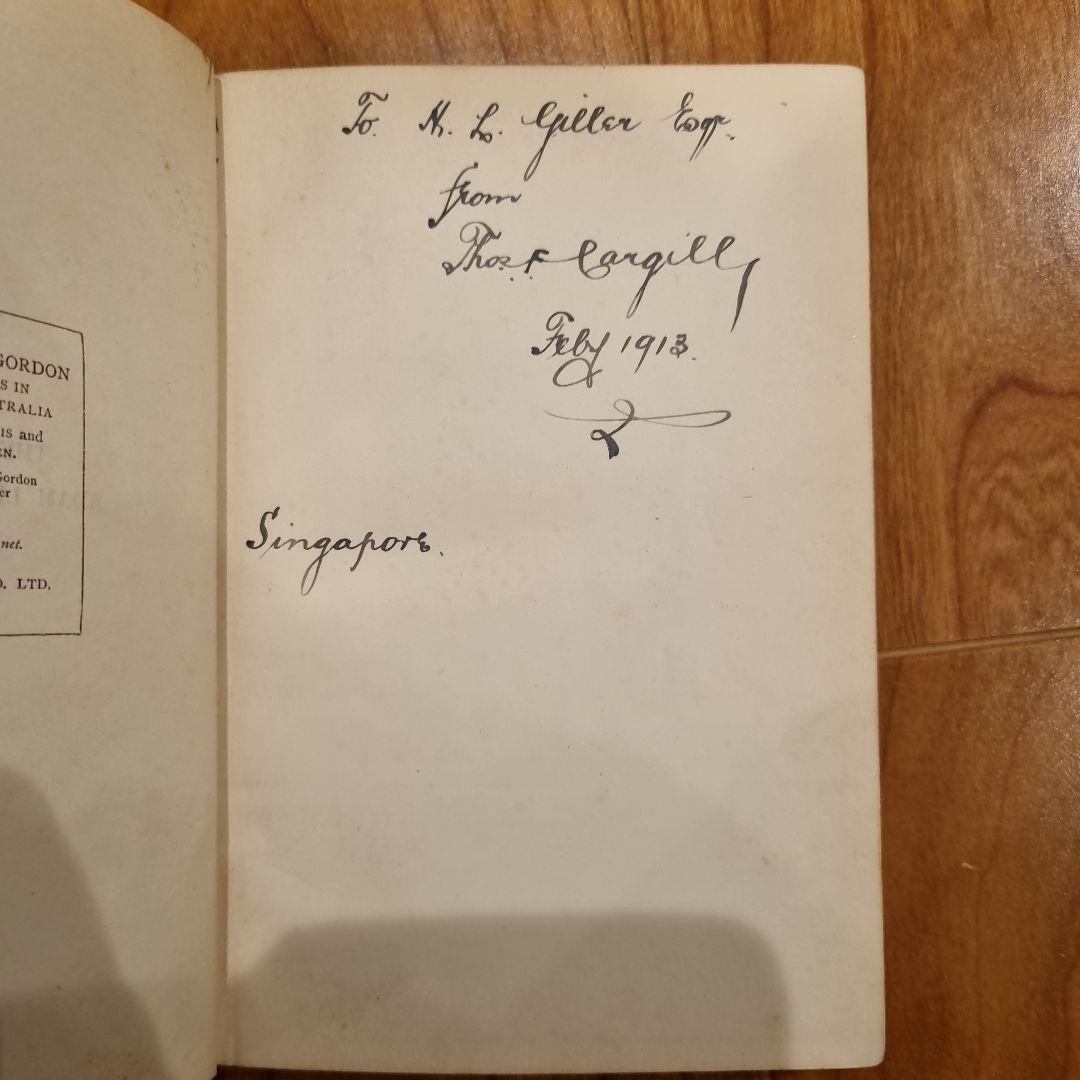 GORDON
S IN
TRALIA
IS and
EN.
Gordon
er
net.
O. LTD.
To. H. L. Giller Esqr.
from
Thos. F. Cargill,
Feby 1913.
Singapore.